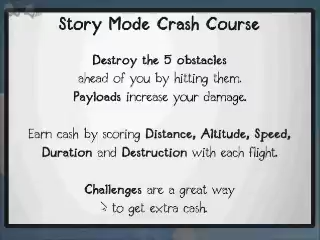 Story Mode Crash Course
Destroy the 5 obstacles
ahead of you by hitting them.
Payloads increase your damage.
Earn cash by scoring Distance, Altitude, Speed,
Duration and Destruction with each flight.
Challenges are a great way
to get extra cash.